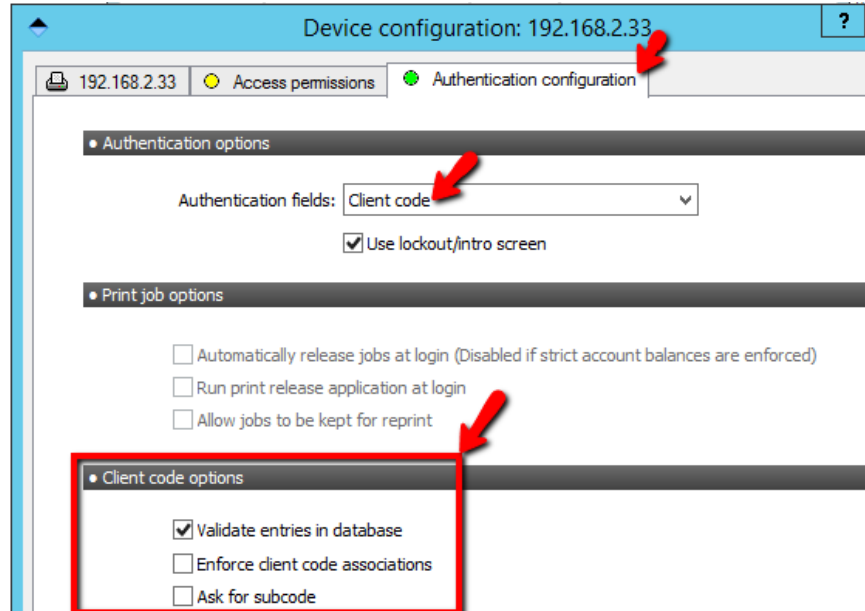 Device configuration: 192.168.2.33
?
192.168.2.33 Access permissions Authentication configuration
• Authentication options
Authentication fields: Client code
Use lockout/intro screen
• Print job options
Automatically release jobs at login (Disabled if strict account balances are enforced)
Run print release application at login
Allow jobs to be kept for reprint
• Client code options
Validate entries in database
Enforce client code associations
Ask for subcode